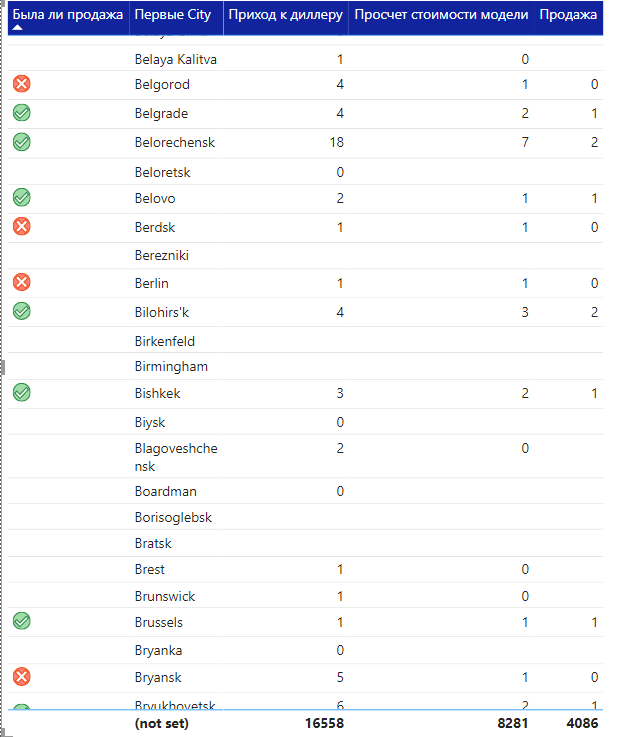 Была ли продажа Первые City Приход к диллеру Просчет стоимости модели Продажа
Belaya Kalitva 1 0
Belgorod 4 1 0
Belgrade 4 2 1
Belorechensk 18 7 2
Beloretsk 0
Belovo 2 1 1
Berdsk 1 1 0
Berezniki
Berlin 1 1 0
Bilohirs'k 4 3 2
Birkenfeld
Birmingham
Bishkek 3 2 1
Biysk 0
Blagoveshche 2 0
nsk
Boardman 0
Borisoglebsk
Bratsk
Brest 1 0
Brunswick 1 0
Brussels 1 1 1
Bryanka 0
Bryansk 5 1 0
Bryukhovetsk 6 2 1
(not set) 16558 8281 4086